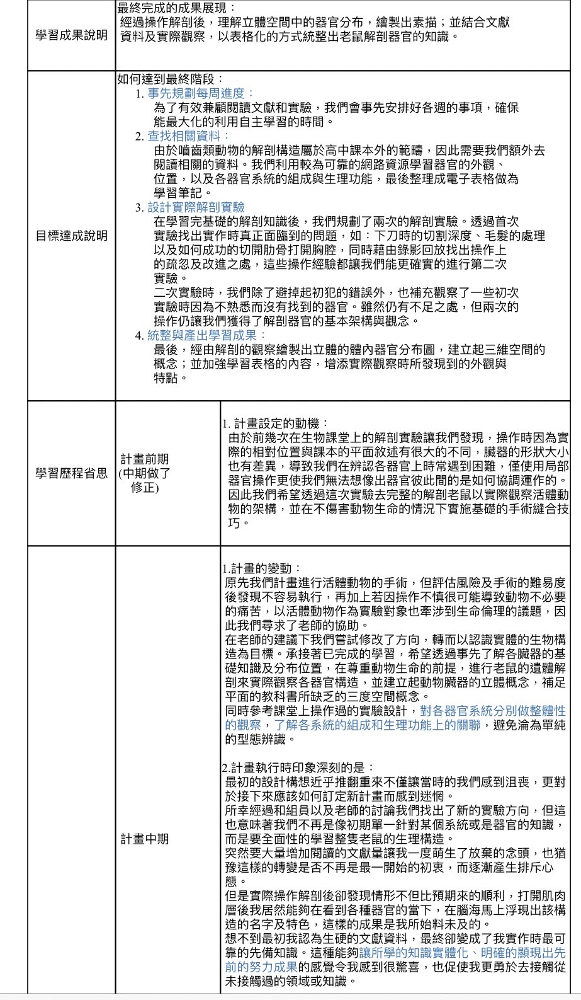 學習成果說明
最終完成的成果展現：
經過操作解剖後，理解立體空間中的器官分布，繪製出素描；並結合文獻
資料及實際觀察，以表格化的方式統整出老鼠解剖器官的知識。
目標達成說明
如何達到最終階段：
1. 事先規劃每周進度：
為了有效兼顧閱讀文獻和實驗，我們會事先安排好各週的事項，確保
能最大化的利用自主學習的時間。
2. 查找相關資料：
由於嚙齒類動物的解剖構造屬於高中課本外的範疇，因此需要我們額外去
閱讀相關的資料。我們利用較為可靠的網路資源學習器官的外觀、
位置，以及各器官系統的組成與生理功能，最後整理成電子表格做為
學習筆記。
3. 設計實際解剖實驗
在學習完基礎的解剖知識後，我們規劃了兩次的解剖實驗。透過首次
實驗找出實作時真正面臨到的問題，如：下刀時的切割深度、毛髮的處理
以及如何成功的切開肋骨打開胸腔，同時藉由錄影回放找出操作上
的疏忽及改進之處，這些操作經驗都讓我們能更確實的進行第二次
實驗。
二次實驗時，我們除了避掉起初犯的錯誤外，也補充觀察了一些初次
實驗時因為不熟悉而沒有找到的器官。雖然仍有不足之處，但兩次的
操作仍讓我們獲得了解剖器官的基本架構與觀念。
4. 統整與產出學習成果：
最後，經由解剖的觀察繪製出立體的體內器官分布圖，建立起三維空間的
概念；並加強學習表格的內容，增添實際觀察時所發現到的外觀與
特點。
學習歷程省思
計畫前期
(中期做了
修正)
1. 計畫設定的動機：
由於前幾次在生物課堂上的解剖實驗讓我們發現，操作時因為實
際的相對位置與課本的平面敘述有很大的不同，臟器的形狀大小
也有差異，導致我們在辨認各器官上時常遇到困難，僅使用局部
器官操作更使我們無法想像出器官彼此間的是如何協調運作的。
因此我們希望透過這次實驗去完整的解剖老鼠以實際觀察活體動
物的架構，並在不傷害動物生命的情況下實施基礎的手術縫合技
巧。
計畫中期
1.計畫的變動：
原先我們計畫進行活體動物的手術，但評估風險及手術的難易度
後發現不容易執行，再加上若因操作不慎很可能導致動物不必要
的痛苦，以活體動物作為實驗對象也牽涉到生命倫理的議題，因
此我們尋求了老師的協助。
在老師的建議下我們嘗試修改了方向，轉而以認識實體的生物構
造為目標。承接著已完成的學習，希望透過事先了解各臟器的基
礎知識及分布位置，在尊重動物生命的前提，進行老鼠的遺體解
剖來實際觀察各器官構造，並建立起動物臟器的立體概念，補足
平面的教科書所缺乏的三度空間概念。
同時參考課堂上操作過的實驗設計，對各器官系統分別做整體性
的觀察，了解各系統的組成和生理功能上的關聯，避免淪為單純
的型態辨識。
2.計畫執行時印象深刻的是：
最初的設計構想近乎推翻重來不僅讓當時的我們感到沮喪，更對
於接下來應該如何訂定新計畫而感到迷惘。
所幸經過和組員以及老師的討論我們找出了新的實驗方向，但這
也意味著我們不再是像初期單一針對某個系統或是器官的知識，
而是要全面性的學習整隻老鼠的生理構造。
突然要大量增加閱讀的文獻量讓我一度萌生了放棄的念頭，也猶
豫這樣的轉變是否不再是最一開始的初衷，而逐漸產生排斥心
態。
但是實際操作解剖後卻發現情形不但比預期來的順利，打開肌肉
層後我居然能夠在看到各種器官的當下，在腦海馬上浮現出該構
造的名字及特色，這樣的成果是我所始料未及的。
想不到最初我認為生硬的文獻資料，最終卻變成了我實作時最可
靠的先備知識。這種能夠讓所學的知識實體化、明確的顯現出先
前的努力成果的感覺令我感到很驚喜，也促使我更勇於去接觸從
未接觸過的領域或知識。